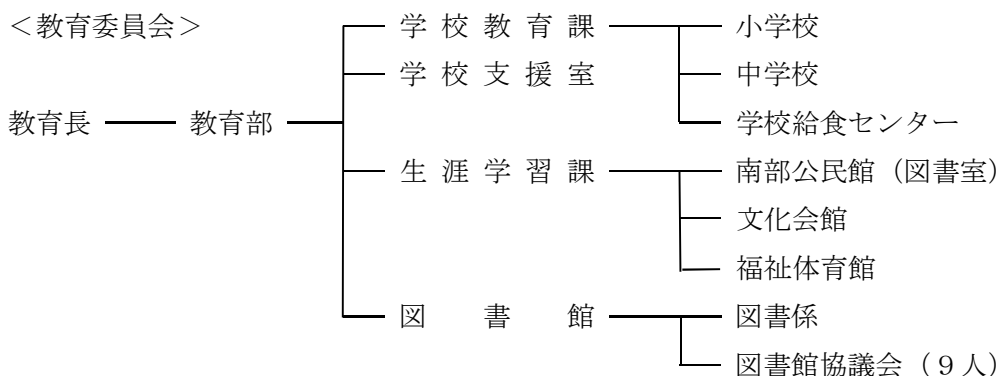 ＜教育委員会＞ 学校教育課 小学校
学校支援室 中学校
教育長 教育部 学校給食センター
生涯学習課 南部公民館（図書室）
文化会館
福祉体育館
図書館 図書係
図書館協議会（９人）